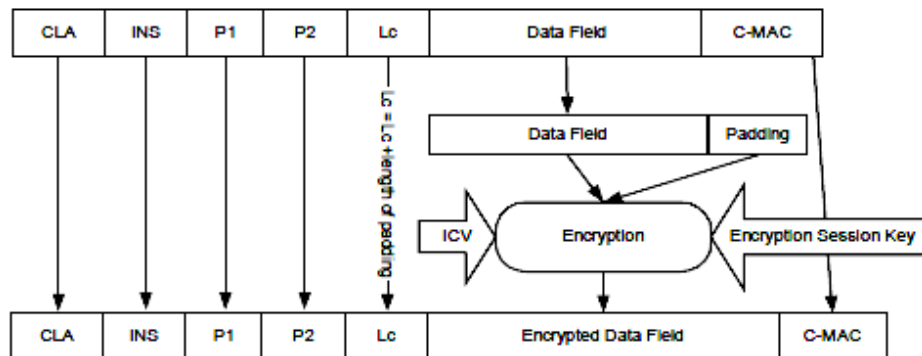 CLA INS P1 P2 Lc Data Field C-MAC
Lc = Lc + length of padding
Data Field Padding
ICV Encryption Encryption Session Key
CLA INS P1 P2 Lc Encrypted Data Field C-MAC